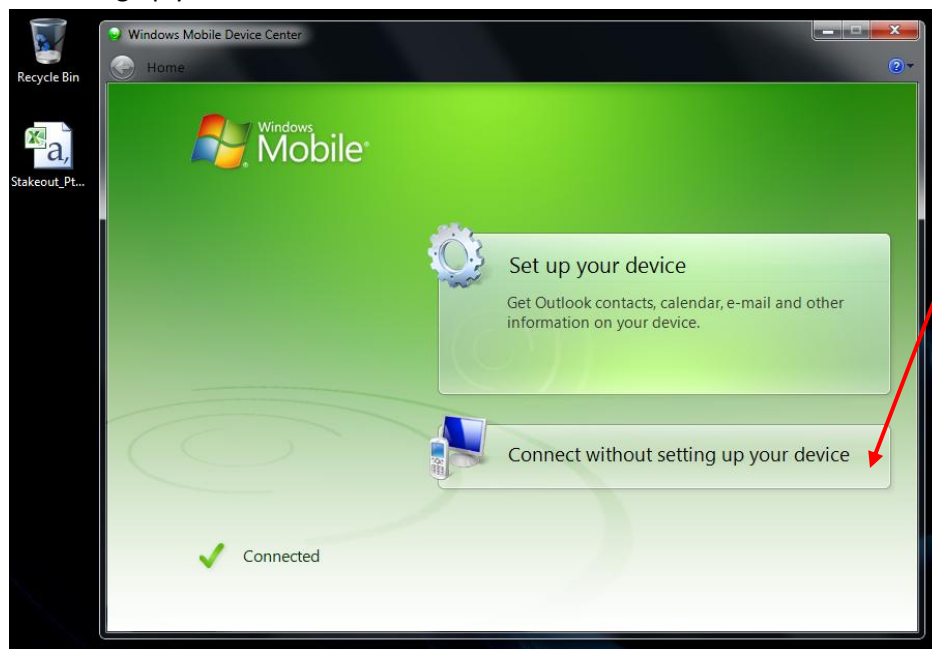 Windows Mobile Device Center
Home
Recycle Bin
Windows
Mobile
a,
Stakeout_Pt...
Set up your device
Get Outlook contacts, calendar, e-mail and other
information on your device.
Connect without setting up your device
Connected